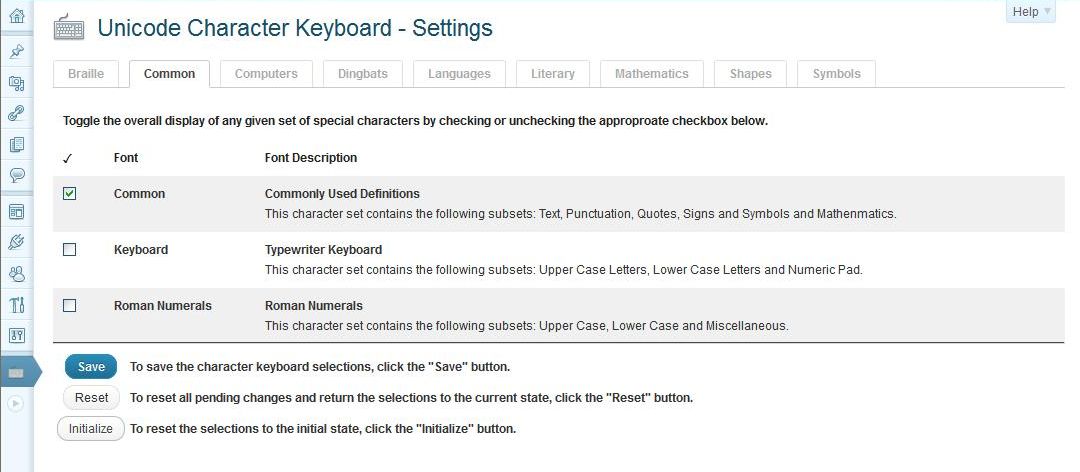 Help
Unicode Character Keyboard - Settings
Braille Common Computers Dingbats Languages Literary Mathematics Shapes Symbols
Toggle the overall display of any given set of special characters by checking or unchecking the approproate checkbox below.
✓ Font Font Description
Common Commonly Used Definitions
This character set contains the following subsets: Text, Punctuation, Quotes, Signs and Symbols and Mathenmatics.
Keyboard Typewriter Keyboard
This character set contains the following subsets: Upper Case Letters, Lower Case Letters and Numeric Pad.
Roman Numerals Roman Numerals
This character set contains the following subsets: Upper Case, Lower Case and Miscellaneous.
Save To save the character keyboard selections, click the "Save" button.
Reset To reset all pending changes and return the selections to the current state, click the "Reset" button.
Initialize To reset the selections to the initial state, click the "Initialize" button.